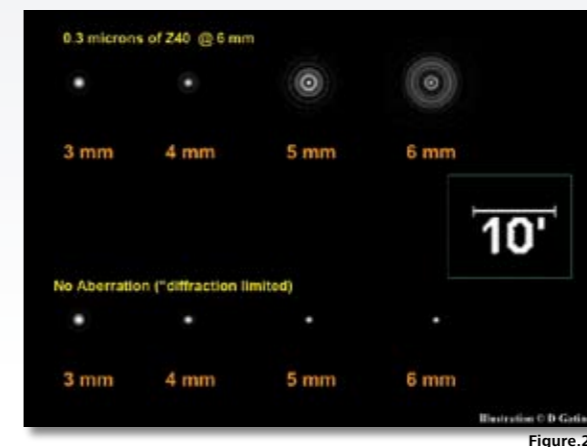 0.3 microns of Z40 @ 6 mm
3 mm 4 mm 5 mm 6 mm
10'
No Aberration ("diffraction limited)
3 mm 4 mm 5 mm 6 mm
Illustration © D Gatin
Figure.2